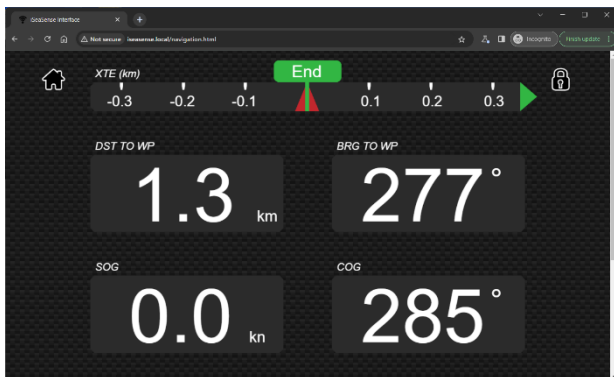 iSeaSense Interface
Not secure iseasense.local/navigation.html
Incognito
Finish update
XTE (km)
End
-0.3 -0.2 -0.1 0.1 0.2 0.3
DST TO WP
BRG TO WP
1.3 km
277°
SOG
COG
0.0 kn
285°